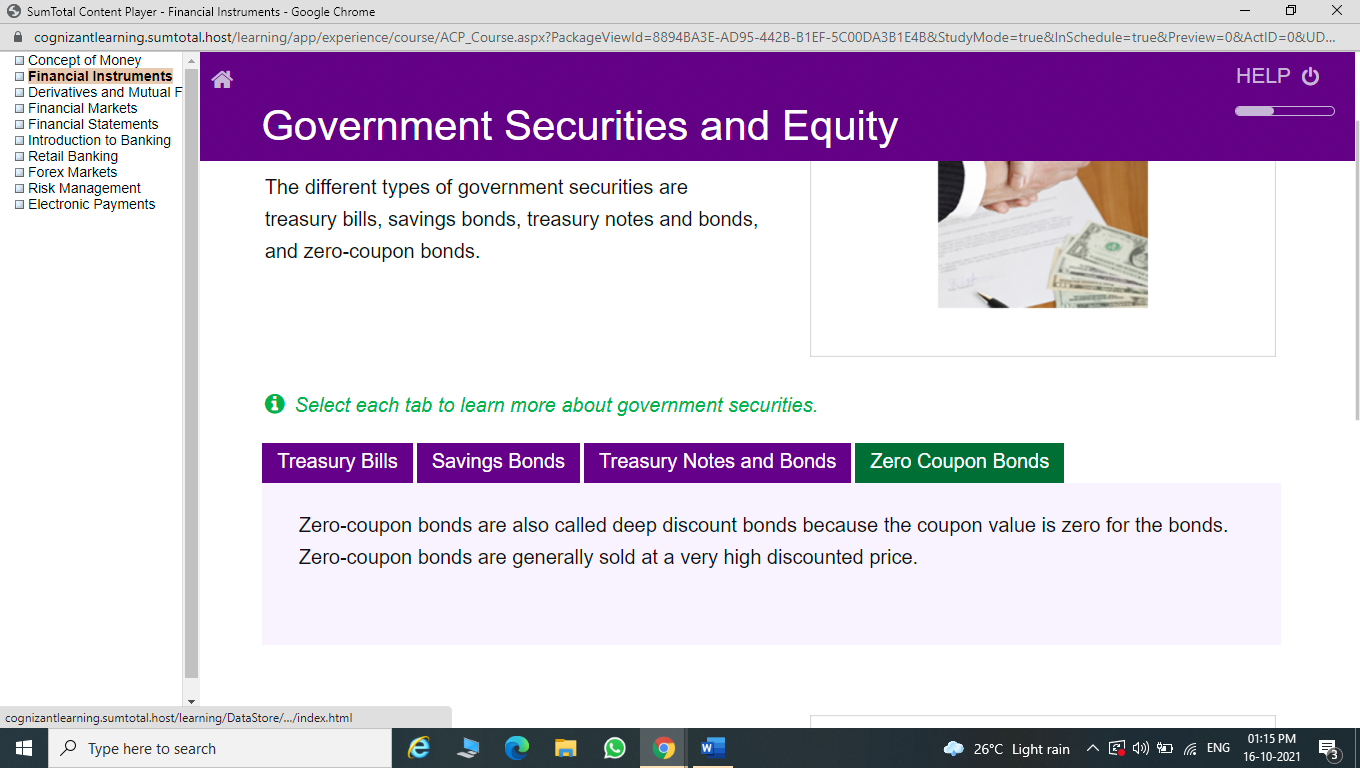 SumTotal Content Player - Financial Instruments - Google Chrome
cognizantlearning.sumtotal.host/learning/app/experience/course/ACP_Course.aspx?PackageViewId=8894BA3E-AD95-442B-B1EF-5C00DA3B1E4B&StudyMode=true&InSchedule=true&Preview=0&ActID=0&UD...
Concept of Money
Financial Instruments
Derivatives and Mutual F
Financial Markets
Financial Statements
Introduction to Banking
Retail Banking
Forex Markets
Risk Management
Electronic Payments
HELP
Government Securities and Equity
The different types of government securities are
treasury bills, savings bonds, treasury notes and bonds,
and zero-coupon bonds.
Select each tab to learn more about government securities.
Treasury Bills
Savings Bonds
Treasury Notes and Bonds
Zero Coupon Bonds
Zero-coupon bonds are also called deep discount bonds because the coupon value is zero for the bonds.
Zero-coupon bonds are generally sold at a very high discounted price.
cognizantlearning.sumtotal.host/learning/DataStore/.../index.html
Type here to search
26°C Light rain
ENG
01:15 PM
16-10-2021
3